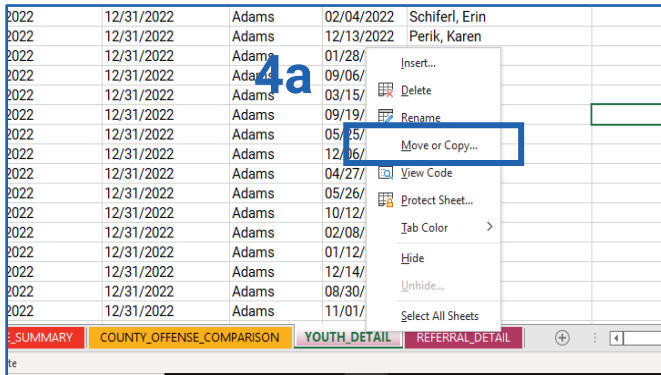 2022 12/31/2022 Adams 02/04/2022 Schiferl, Erin
2022 12/31/2022 Adams 12/13/2022 Perik, Karen
2022 12/31/2022 Adams 01/28/
2022 12/31/2022 Adams 09/06/
2022 12/31/2022 Adams 03/15/
2022 12/31/2022 Adams 09/19/
2022 12/31/2022 Adams 05/25/
2022 12/31/2022 Adams 12/06/
2022 12/31/2022 Adams 04/27/
2022 12/31/2022 Adams 05/26/
2022 12/31/2022 Adams 10/12/
2022 12/31/2022 Adams 02/08/
2022 12/31/2022 Adams 01/12/
2022 12/31/2022 Adams 12/14/
2022 12/31/2022 Adams 08/30/
2022 12/31/2022 Adams 11/01/
4a
Insert...
Delete
Rename
Move or Copy...
View Code
Protect Sheet...
Tab Color
Hide
Unhide...
Select All Sheets
E_SUMMARY COUNTY_OFFENSE_COMPARISON YOUTH_DETAIL REFERRAL_DETAIL
te